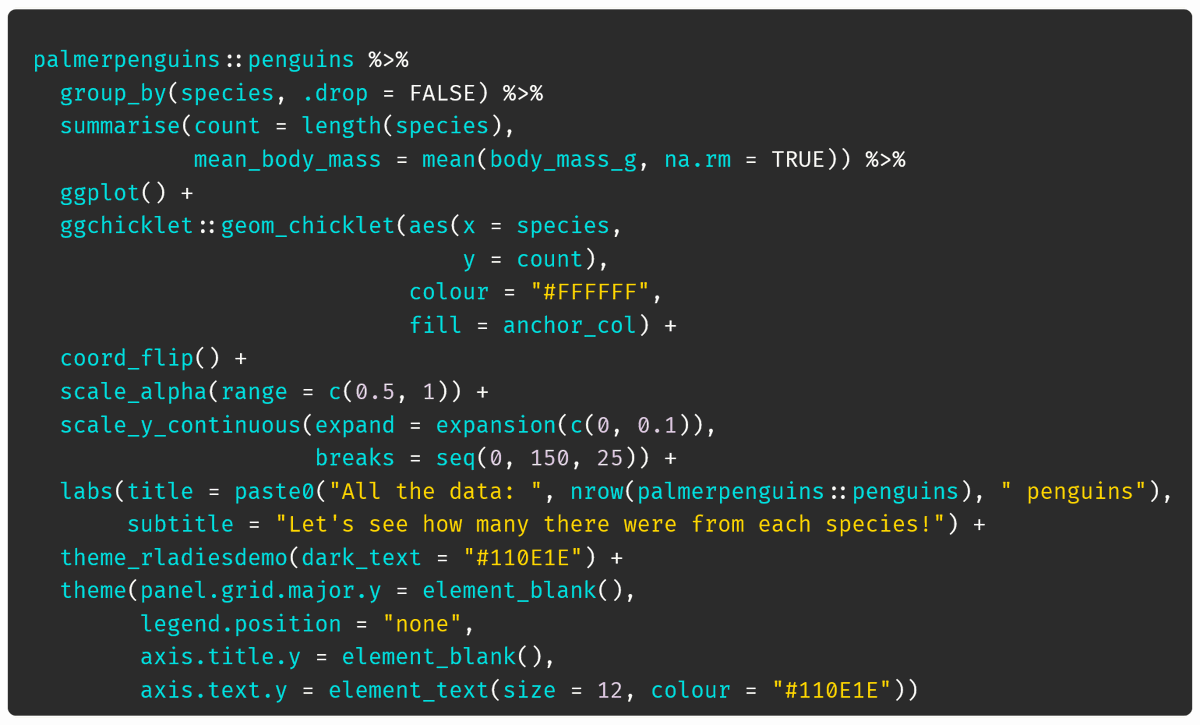 palmerpenguins::penguins %>%
  group_by(species, .drop = FALSE) %>%
  summarise(count = length(species),
            mean_body_mass = mean(body_mass_g, na.rm = TRUE)) %>%
  ggplot() +
  ggchicklet::geom_chicklet(aes(x = species,
                                y = count),
                            colour = "#FFFFFF",
                            fill = anchor_col) +
  coord_flip() +
  scale_alpha(range = c(0.5, 1)) +
  scale_y_continuous(expand = expansion(c(0, 0.1)),
                     breaks = seq(0, 150, 25)) +
  labs(title = paste0("All the data: ", nrow(palmerpenguins::penguins), " penguins"),
       subtitle = "Let's see how many there were from each species!") +
  theme_rladiesdemo(dark_text = "#110E1E") +
  theme(panel.grid.major.y = element_blank(),
        legend.position = "none",
        axis.title.y = element_blank(),
        axis.text.y = element_text(size = 12, colour = "#110E1E"))